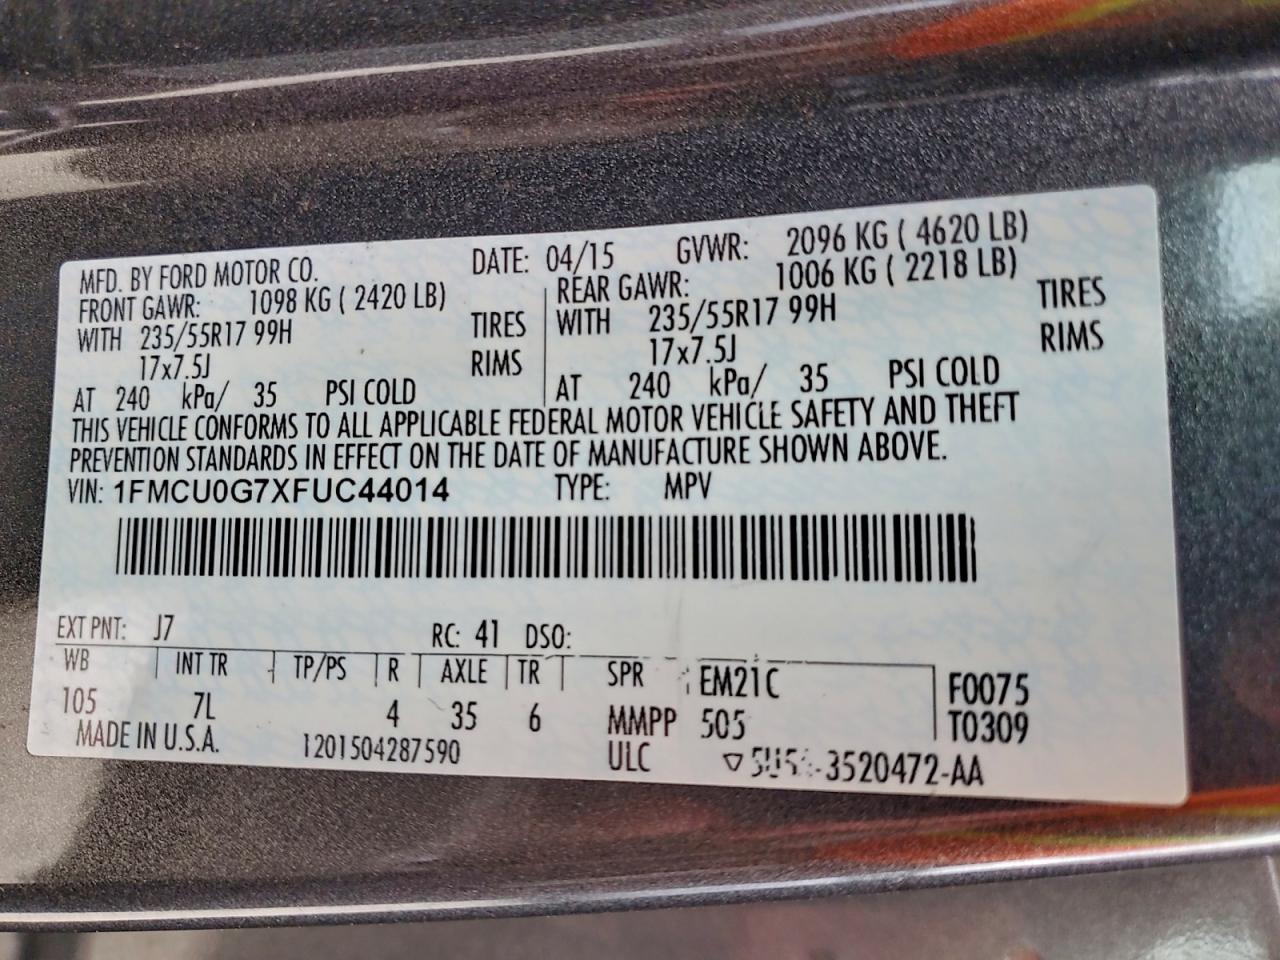 MFD. BY FORD MOTOR CO. DATE: 04/15 GVWR: 2096 KG ( 4620 LB)
FRONT GAWR: 1098 KG ( 2420 LB) REAR GAWR: 1006 KG ( 2218 LB)
WITH 235/55R17 99H TIRES WITH 235/55R17 99H TIRES
17x7.5J RIMS 17x7.5J RIMS
AT 240 kPa/ 35 PSI COLD AT 240 kPa/ 35 PSI COLD
THIS VEHICLE CONFORMS TO ALL APPLICABLE FEDERAL MOTOR VEHICLE SAFETY AND THEFT
PREVENTION STANDARDS IN EFFECT ON THE DATE OF MANUFACTURE SHOWN ABOVE.
VIN: 1FMCU0G7XFUC44014 TYPE: MPV
EXT PNT: J7 RC: 41 DSO:
WB INT TR TP/PS R AXLE TR SPR EM21C F0075
105 7L 4 35 6 MMPP 505 T0309
MADE IN U.S.A. 1201504287590 ULC 3520472-AA